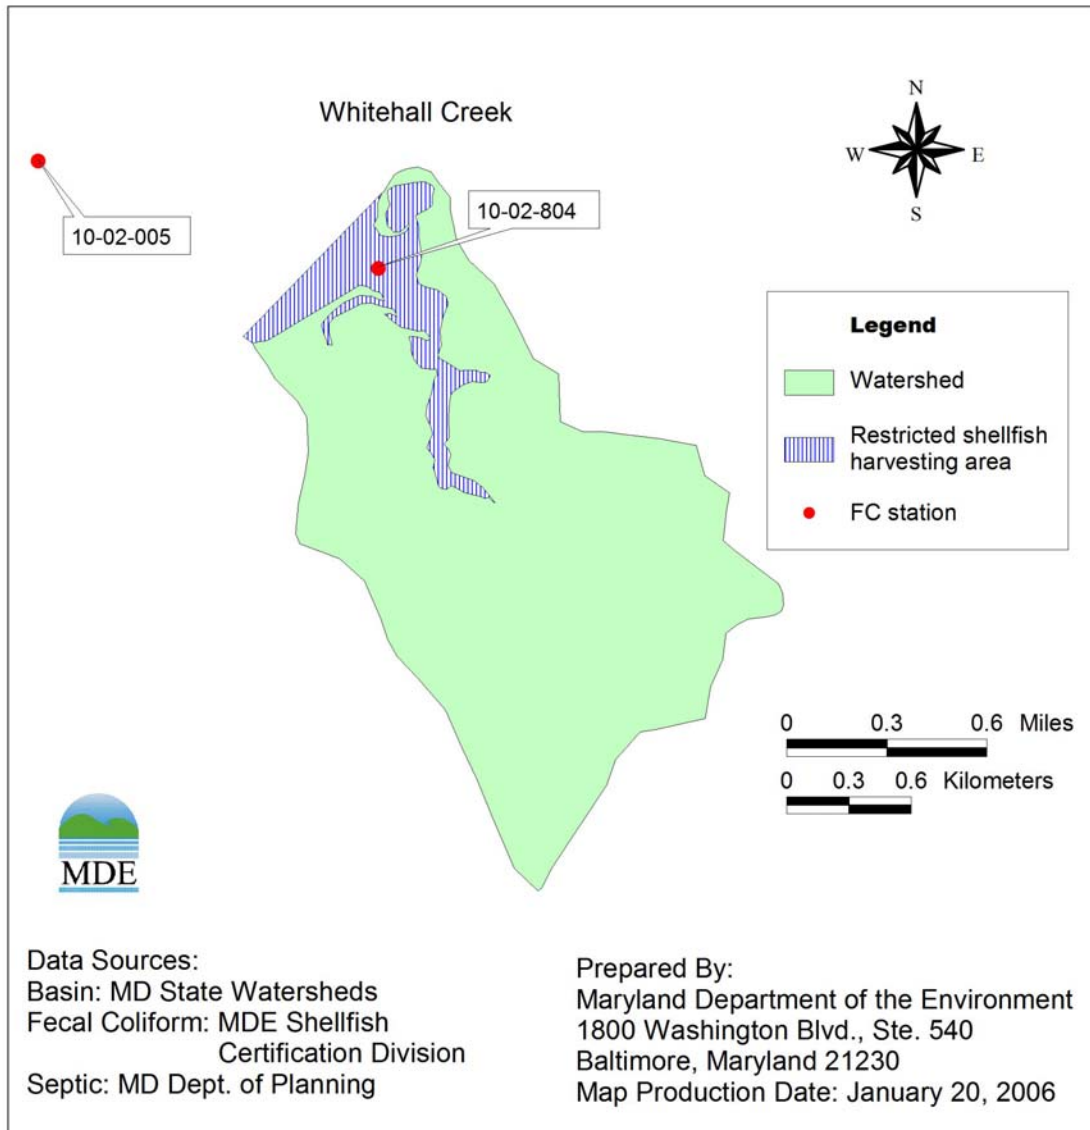 Whitehall Creek
N
W
E
S
10-02-005
10-02-804
Legend
Watershed
Restricted shellfish
harvesting area
FC station
0 0.3 0.6 Miles
0 0.3 0.6 Kilometers
MDE
Data Sources:
Basin: MD State Watersheds
Fecal Coliform: MDE Shellfish
Certification Division
Septic: MD Dept. of Planning
Prepared By:
Maryland Department of the Environment
1800 Washington Blvd., Ste. 540
Baltimore, Maryland 21230
Map Production Date: January 20, 2006